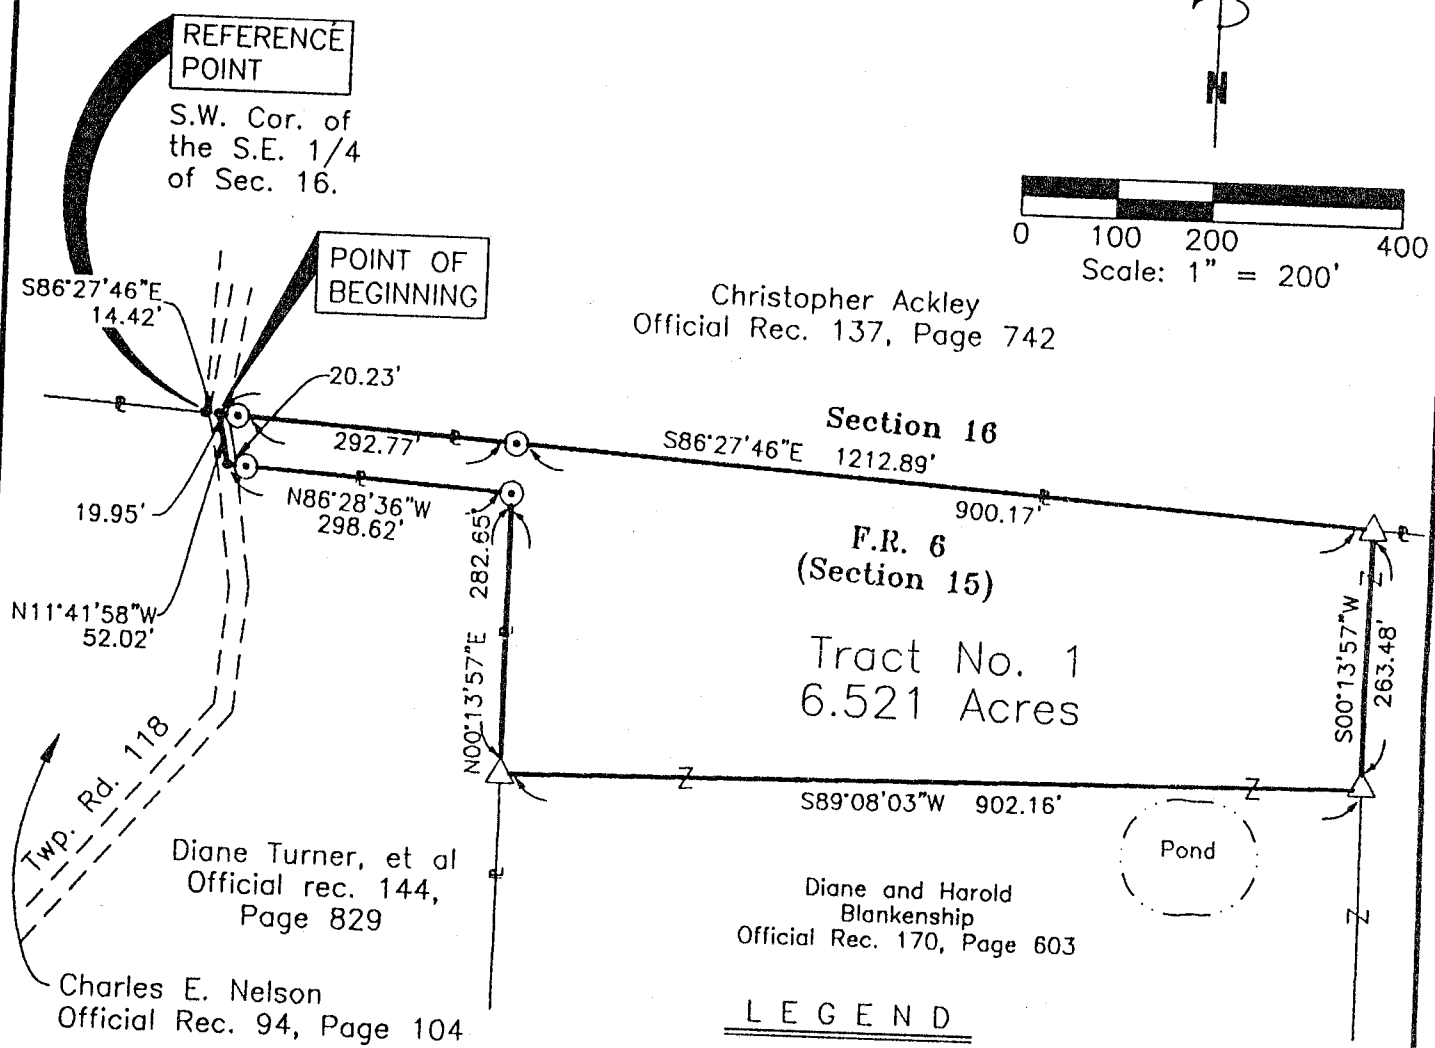 REFERENCE
POINT
S.W. Cor. of
the S.E. 1/4
of Sec. 16.
N
0 100 200 400
Scale: 1" = 200'
POINT OF
BEGINNING
S86°27'46"E
14.42'
Christopher Ackley
Official Rec. 137, Page 742
20.23'
292.77'
Section 16
S86°27'46"E 1212.89'
900.17'
19.95'
N86°28'36"W
298.62'
F.R. 6
(Section 15)
N11°41'58"W
52.02'
N00°13'57"E 282.65'
S00°13'57"W
263.48'
Tract No. 1
6.521 Acres
S89°08'03"W 902.16'
Twp. Rd. 118
Pond
Diane Turner, et al
Official rec. 144,
Page 829
Diane and Harold
Blankenship
Official Rec. 170, Page 603
Charles E. Nelson
Official Rec. 94, Page 104
LEGEND